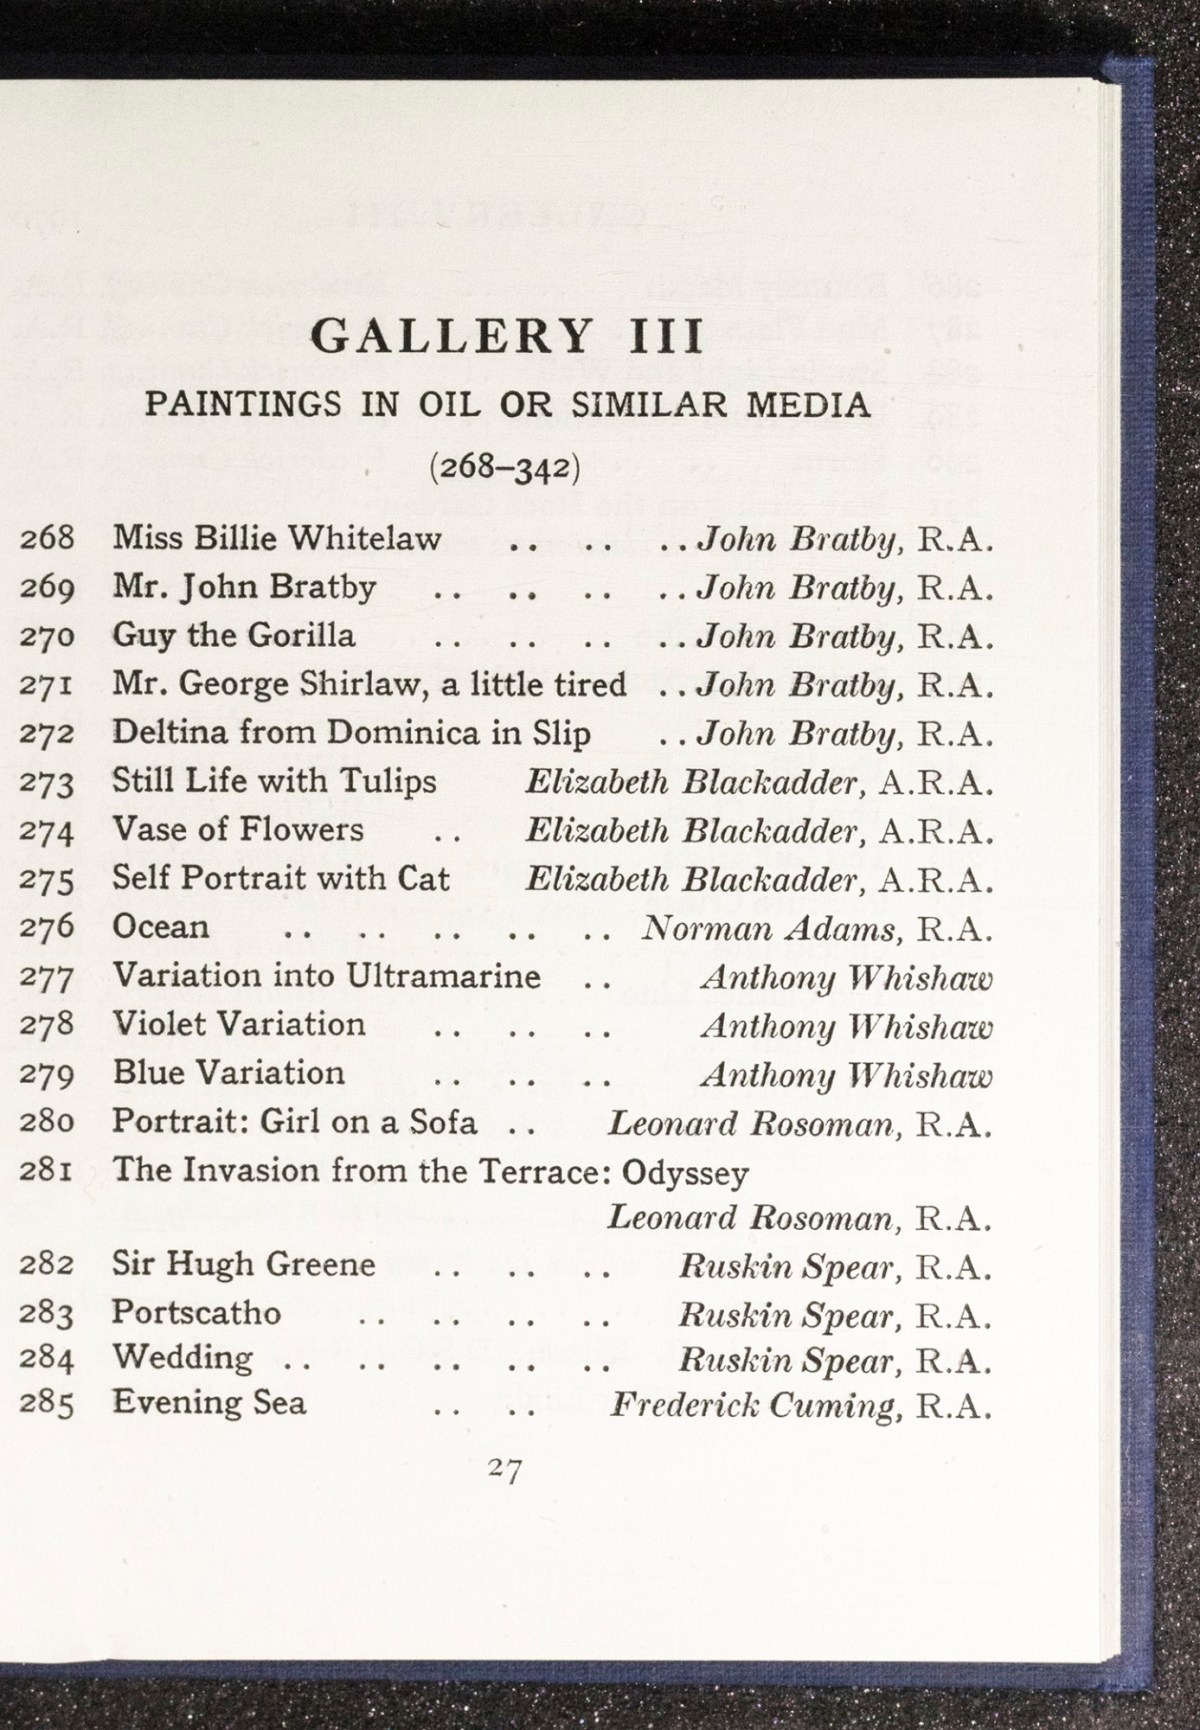 GALLERY III
PAINTINGS IN OIL OR SIMILAR MEDIA
(268–342)
268 Miss Billie Whitelaw .. .. .. John Bratby, R.A.
269 Mr. John Bratby .. .. .. .. John Bratby, R.A.
270 Guy the Gorilla .. .. .. .. John Bratby, R.A.
271 Mr. George Shirlaw, a little tired .. John Bratby, R.A.
272 Deltina from Dominica in Slip .. John Bratby, R.A.
273 Still Life with Tulips Elizabeth Blackadder, A.R.A.
274 Vase of Flowers .. Elizabeth Blackadder, A.R.A.
275 Self Portrait with Cat Elizabeth Blackadder, A.R.A.
276 Ocean .. .. .. .. .. Norman Adams, R.A.
277 Variation into Ultramarine .. Anthony Whishaw
278 Violet Variation .. .. .. Anthony Whishaw
279 Blue Variation .. .. .. Anthony Whishaw
280 Portrait: Girl on a Sofa .. Leonard Rosoman, R.A.
281 The Invasion from the Terrace: Odyssey
Leonard Rosoman, R.A.
282 Sir Hugh Greene .. .. .. Ruskin Spear, R.A.
283 Portscatho .. .. .. .. Ruskin Spear, R.A.
284 Wedding .. .. .. .. .. Ruskin Spear, R.A.
285 Evening Sea .. .. Frederick Cuming, R.A.
27